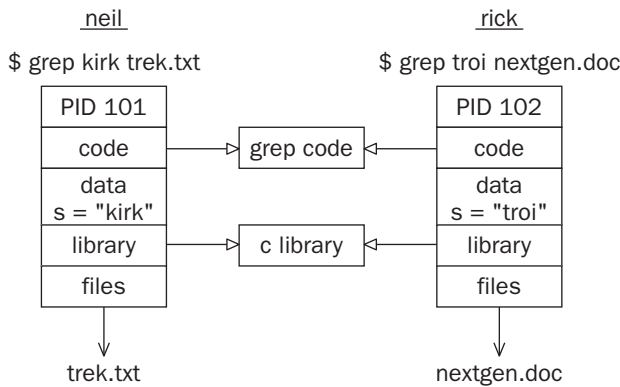 neil
$ grep kirk trek.txt
PID 101
code
data
s = "kirk"
library
files
trek.txt
grep code
c library
rick
$ grep troi nextgen.doc
PID 102
code
data
s = "troi"
library
files
nextgen.doc